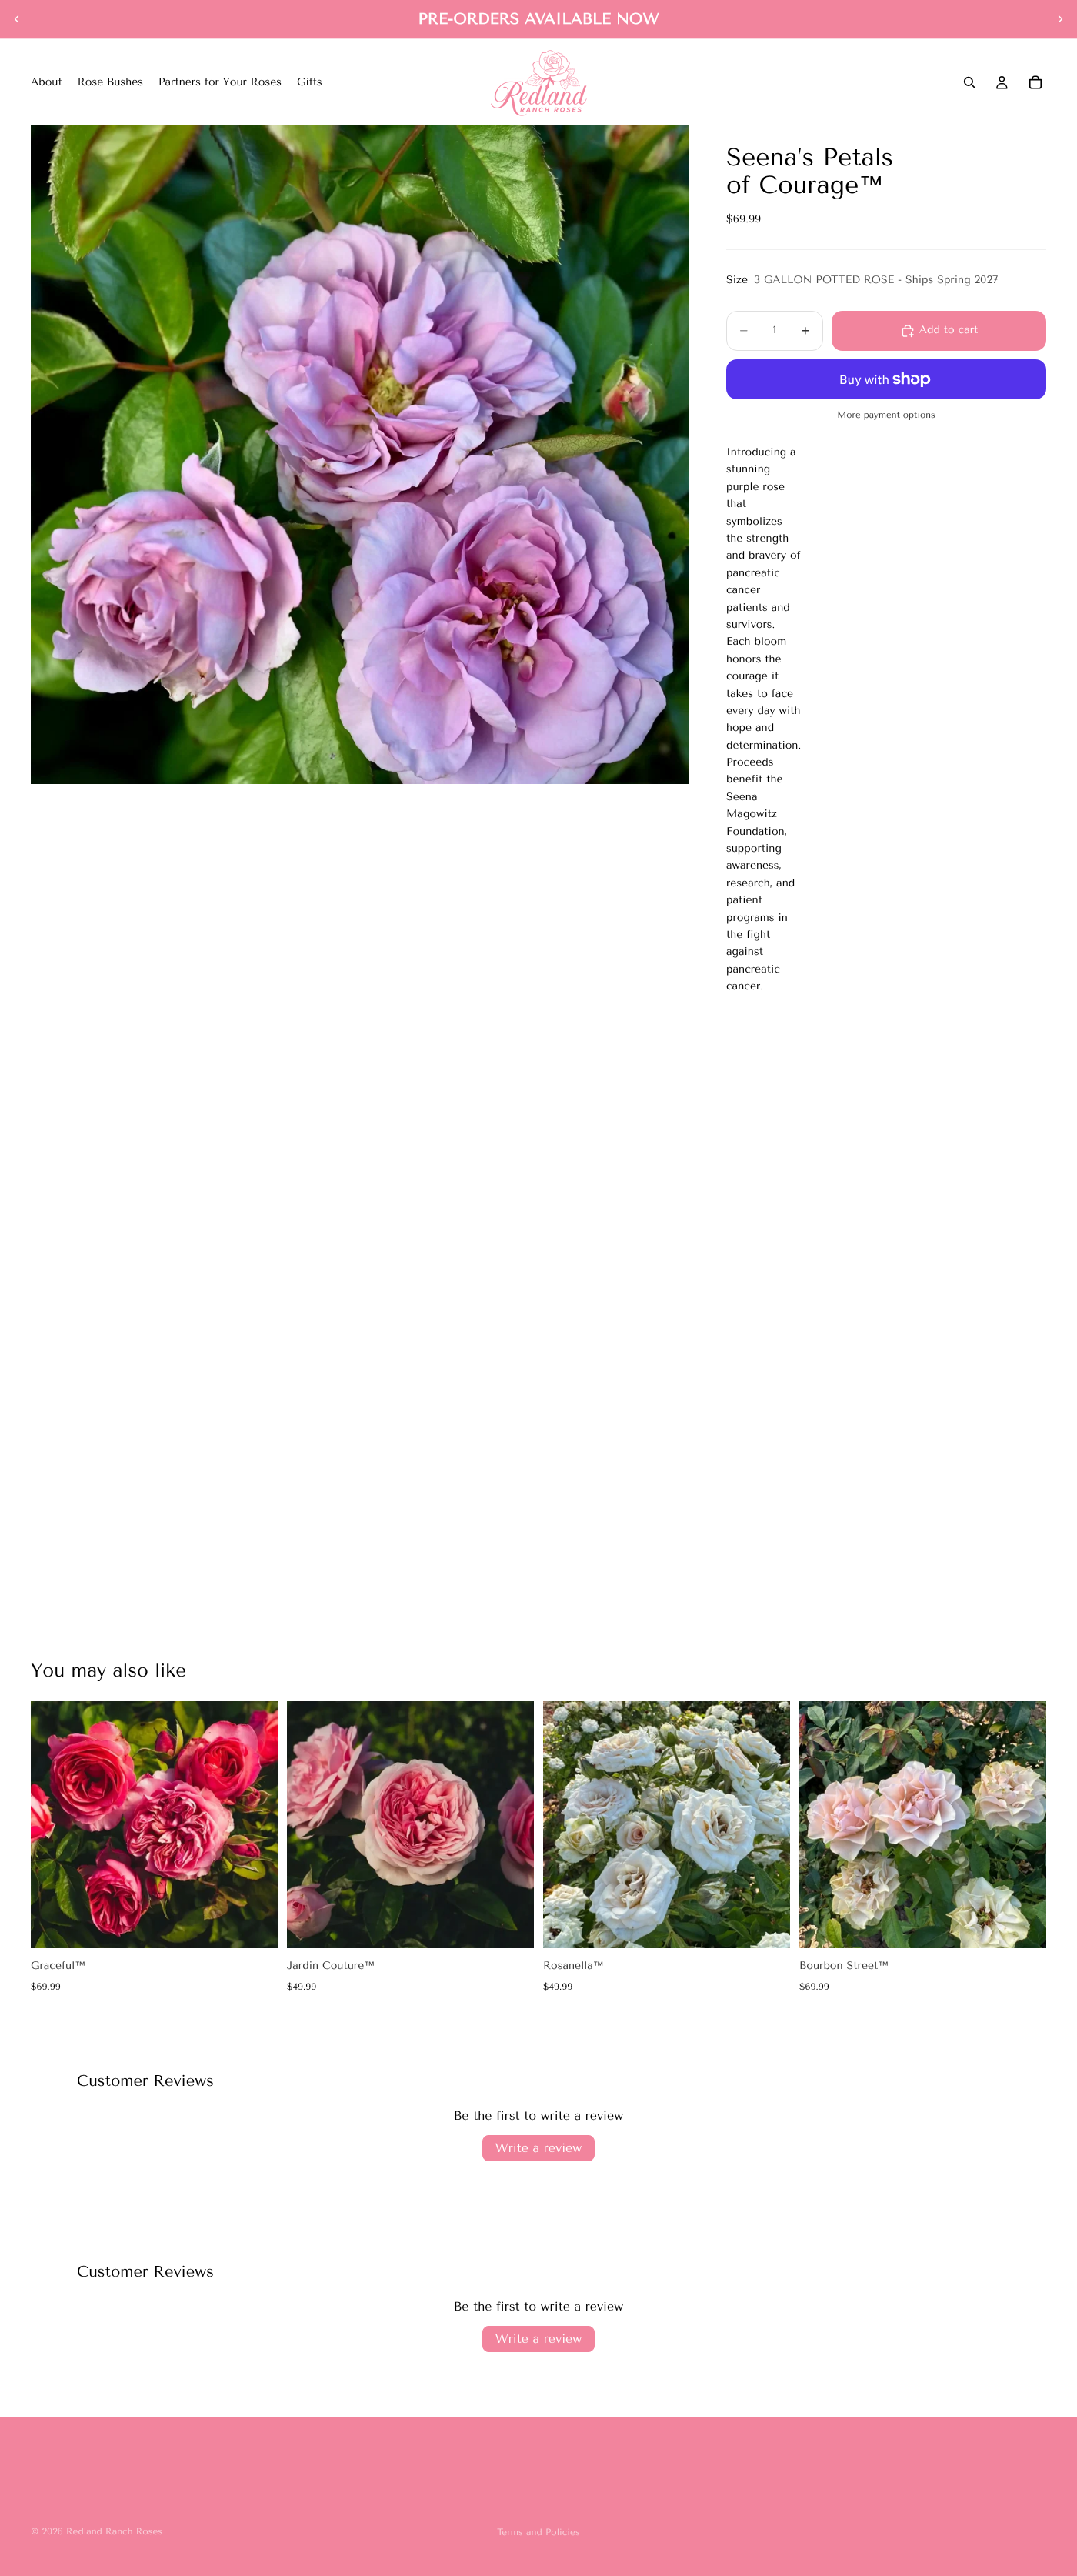 PRE-ORDERS AVAILABLE NOW
About Rose Bushes Partners for Your Roses Gifts
Redland
RANCH ROSES
Seena's Petals
of Courage™
$69.99
Size 3 GALLON POTTED ROSE - Ships Spring 2027
1
Add to cart
Buy with shop
More payment options
Introducing a
stunning
purple rose
that
symbolizes
the strength
and bravery of
pancreatic
cancer
patients and
survivors.
Each bloom
honors the
courage it
takes to face
every day with
hope and
determination.
Proceeds
benefit the
Seena
Magowitz
Foundation,
supporting
awareness,
research, and
patient
programs in
the fight
against
pancreatic
cancer.
You may also like
Graceful™
$69.99
Jardin Couture™
$49.99
Rosanella™
$49.99
Bourbon Street™
$69.99
Customer Reviews
Be the first to write a review
Write a review
Customer Reviews
Be the first to write a review
Write a review
© 2026 Redland Ranch Roses
Terms and Policies